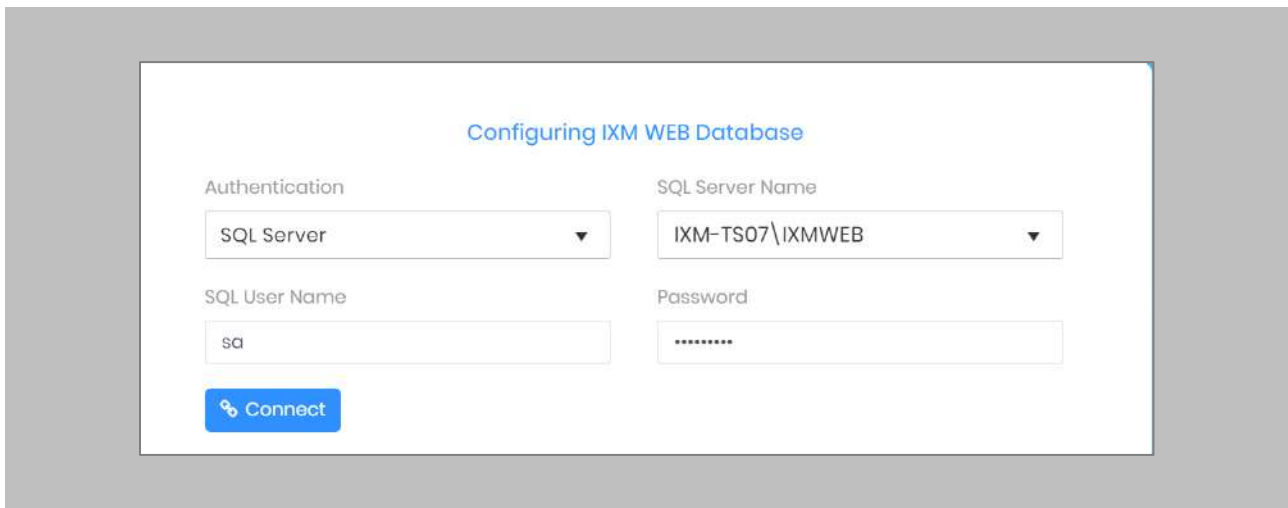 Configuring IXM WEB Database
Authentication
SQL Server Name
SQL Server
IXM-TS07\IXMWEB
SQL User Name
Password
sa
•••••••••
Connect